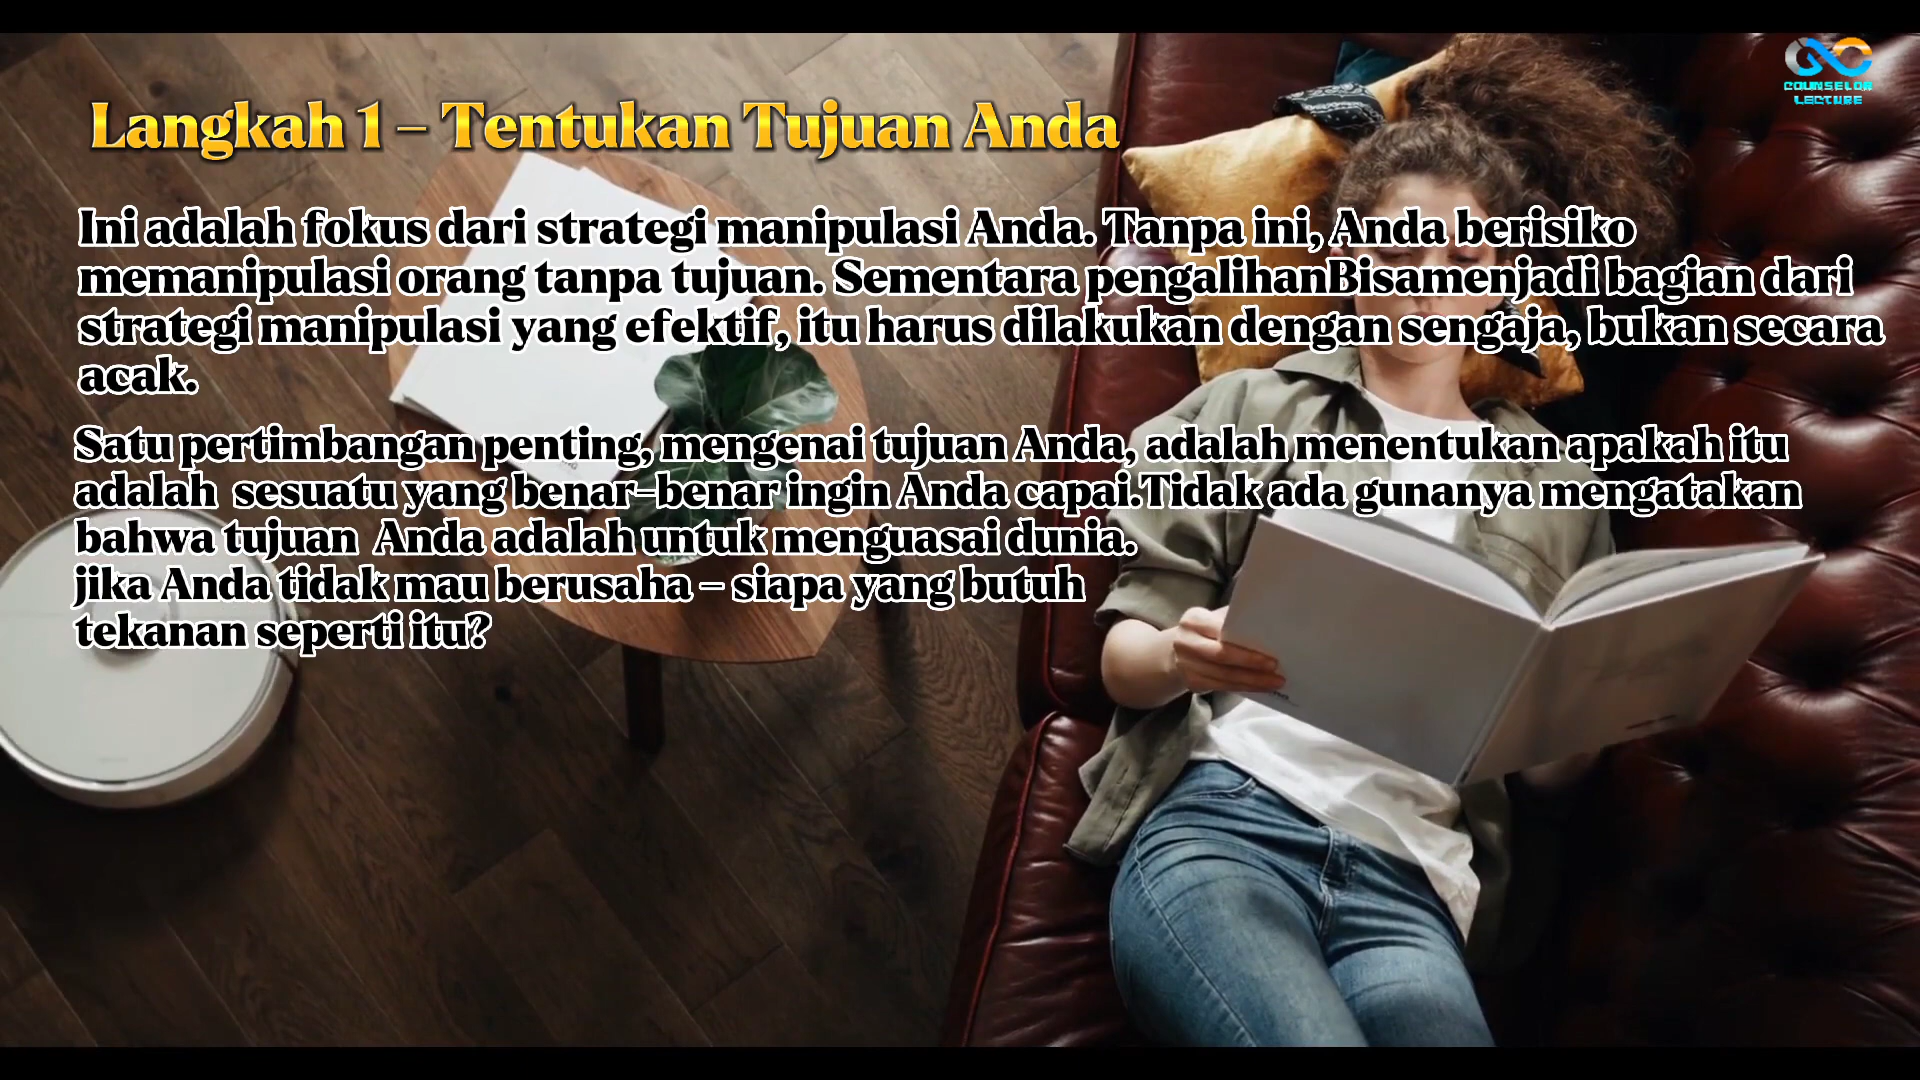 COUNSELOR
LECTURE
Langkah 1 – Tentukan Tujuan Anda
Ini adalah fokus dari strategi manipulasi Anda. Tanpa ini, Anda berisiko
memanipulasi orang tanpa tujuan. Sementara pengalihanBisamenjadi bagian dari
strategi manipulasi yang efektif, itu harus dilakukan dengan sengaja, bukan secara
acak.
Satu pertimbangan penting, mengenai tujuan Anda, adalah menentukan apakah itu
adalah sesuatu yang benar-benar ingin Anda capai.Tidak ada gunanya mengatakan
bahwa tujuan Anda adalah untuk menguasai dunia.
jika Anda tidak mau berusaha – siapa yang butuh
tekanan seperti itu?